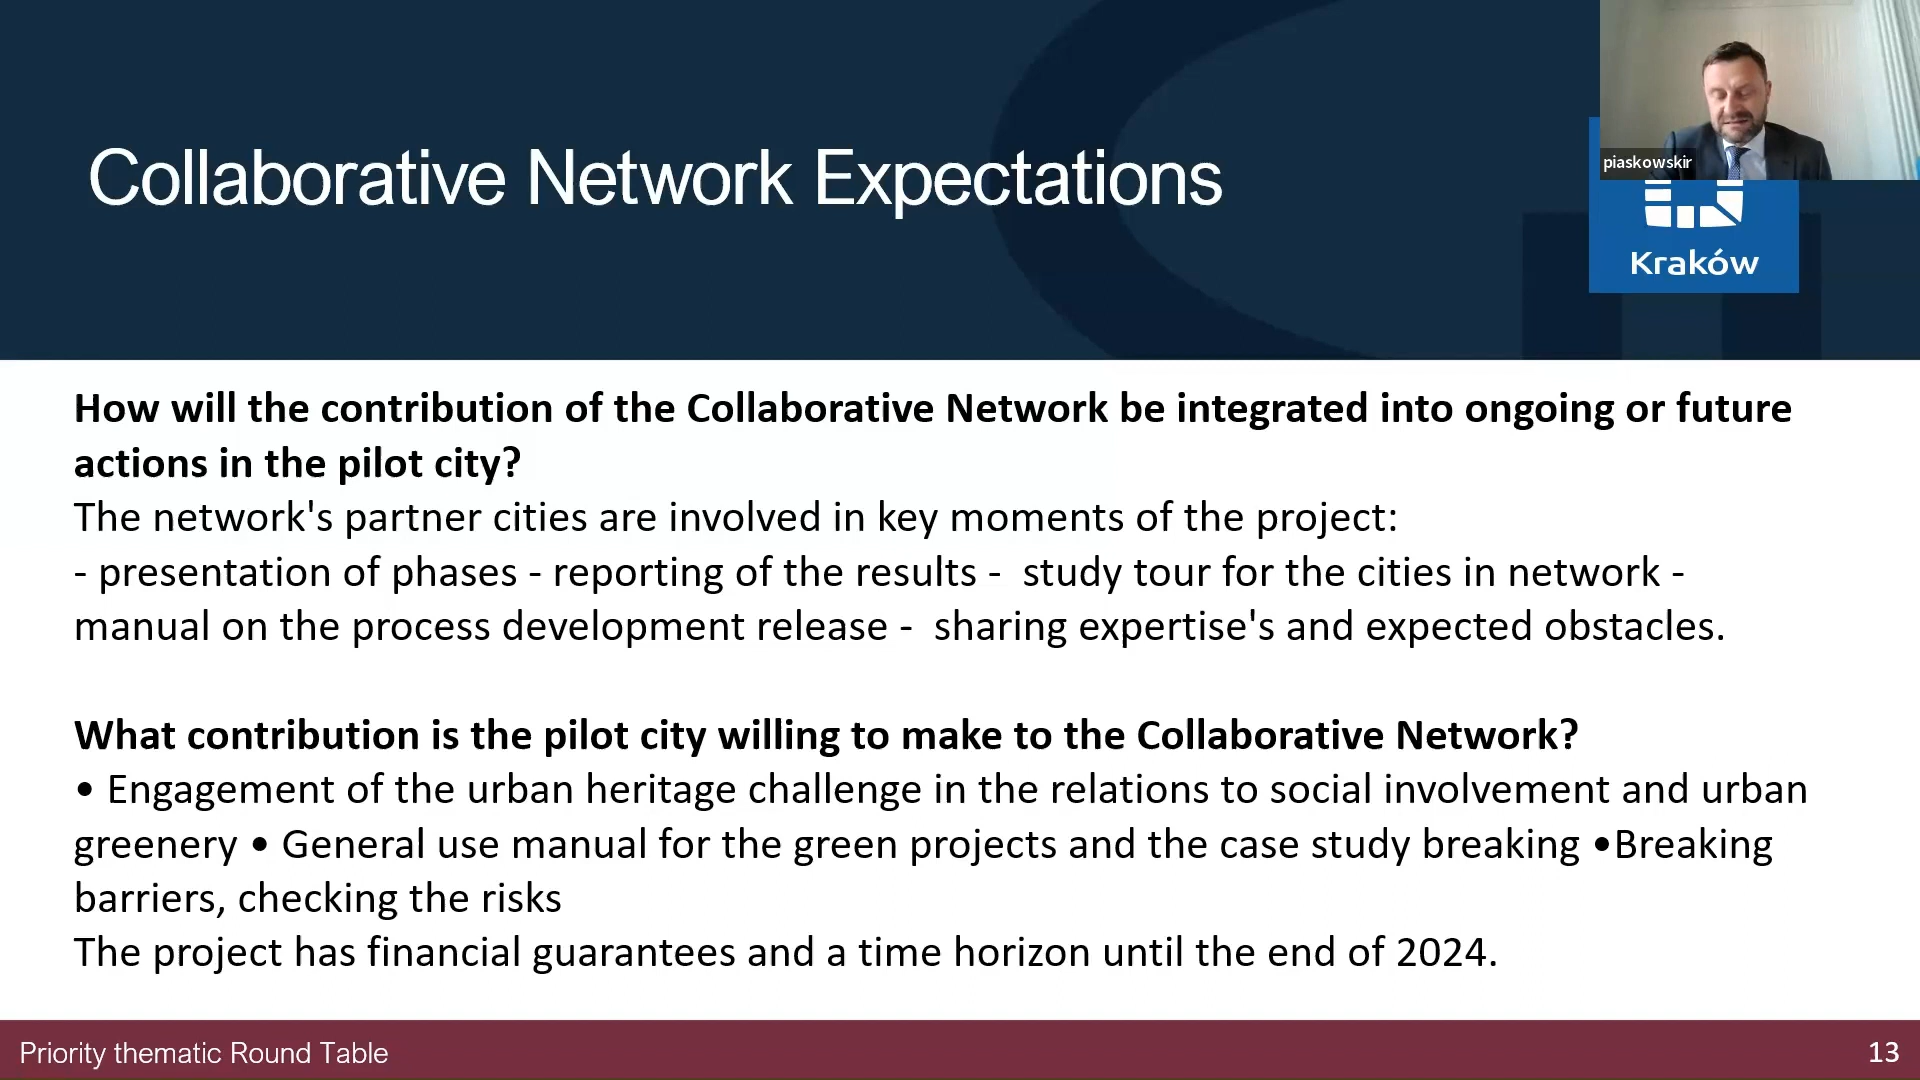 Collaborative Network Expectations
piaskowskir
Kraków
How will the contribution of the Collaborative Network be integrated into ongoing or future
actions in the pilot city?
The network's partner cities are involved in key moments of the project:
- presentation of phases - reporting of the results -  study tour for the cities in network -
manual on the process development release -  sharing expertise's and expected obstacles.
What contribution is the pilot city willing to make to the Collaborative Network?
• Engagement of the urban heritage challenge in the relations to social involvement and urban
greenery • General use manual for the green projects and the case study breaking •Breaking
barriers, checking the risks
The project has financial guarantees and a time horizon until the end of 2024.
Priority thematic Round Table
13